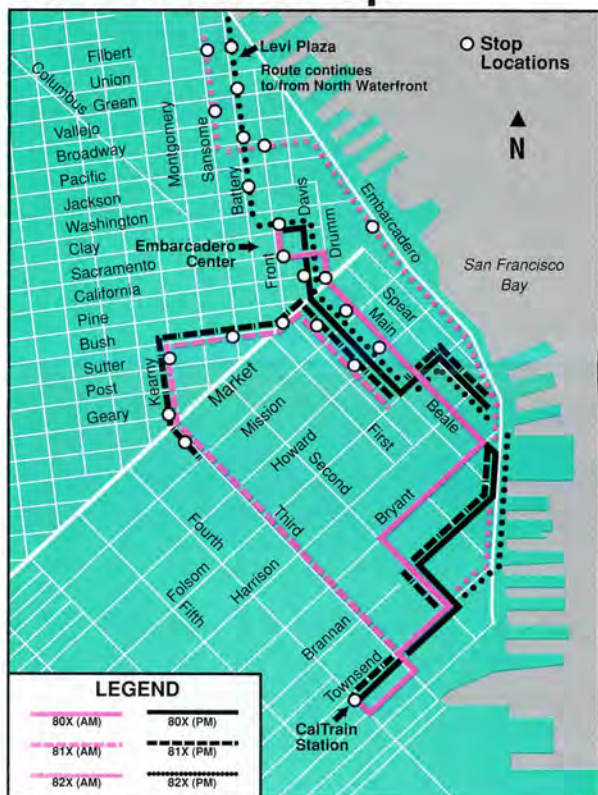 Levi Plaza
Route continues
to/from North Waterfront
Stop
Locations
N
Filbert
Union
Green
Columbus
Vallejo
Broadway
Pacific
Jackson
Washington
Clay
Sacramento
California
Pine
Bush
Sutter
Post
Geary
Montgomery
Sansome
Battery
Davis
Drumm
Front
Embarcadero
Embarcadero
Center
San Francisco
Bay
Spear
Main
Beale
Kearny
Market
Mission
First
Howard
Second
Bryant
Third
Fourth
Folsom
Harrison
Fifth
Brannan
Townsend
CalTrain
Station
LEGEND
80X (AM) 80X (PM)
81X (AM) 81X (PM)
82X (AM) 82X (PM)